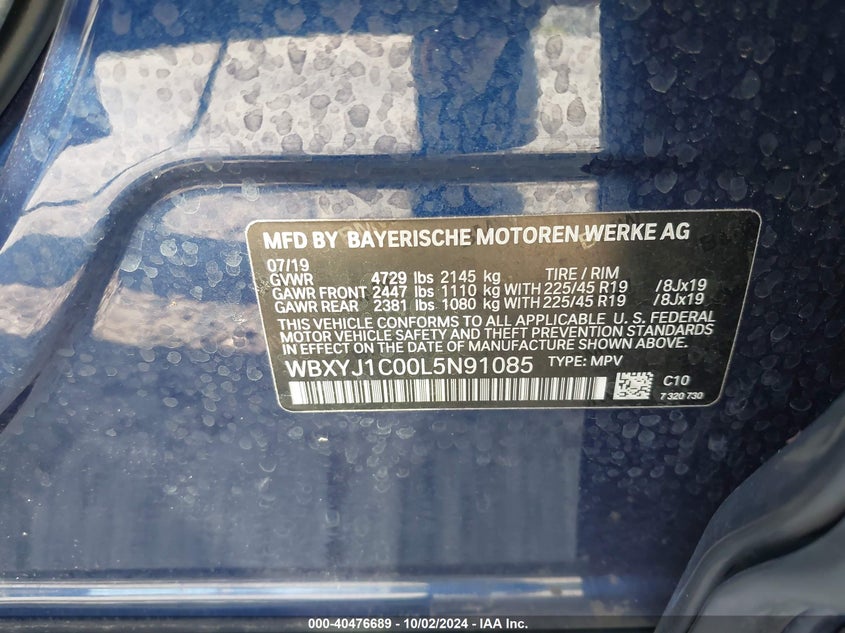 MFD BY BAYERISCHE MOTOREN WERKE AG
07/19
GVWR 4729 lbs 2145 kg TIRE / RIM
GAWR FRONT 2447 lbs 1110 kg WITH 225/45 R19 /8Jx19
GAWR REAR 2381 lbs 1080 kg WITH 225/45 R19 /8Jx19
THIS VEHICLE CONFORMS TO ALL APPLICABLE U. S. FEDERAL
MOTOR VEHICLE SAFETY AND THEFT PREVENTION STANDARDS
IN EFFECT ON THE DATE OF MANUFACTURE SHOWN ABOVE.
WBXYJ1C00L5N91085 TYPE: MPV
C10
7 320 730
000-40476689 - 10/02/2024 - IAA Inc.